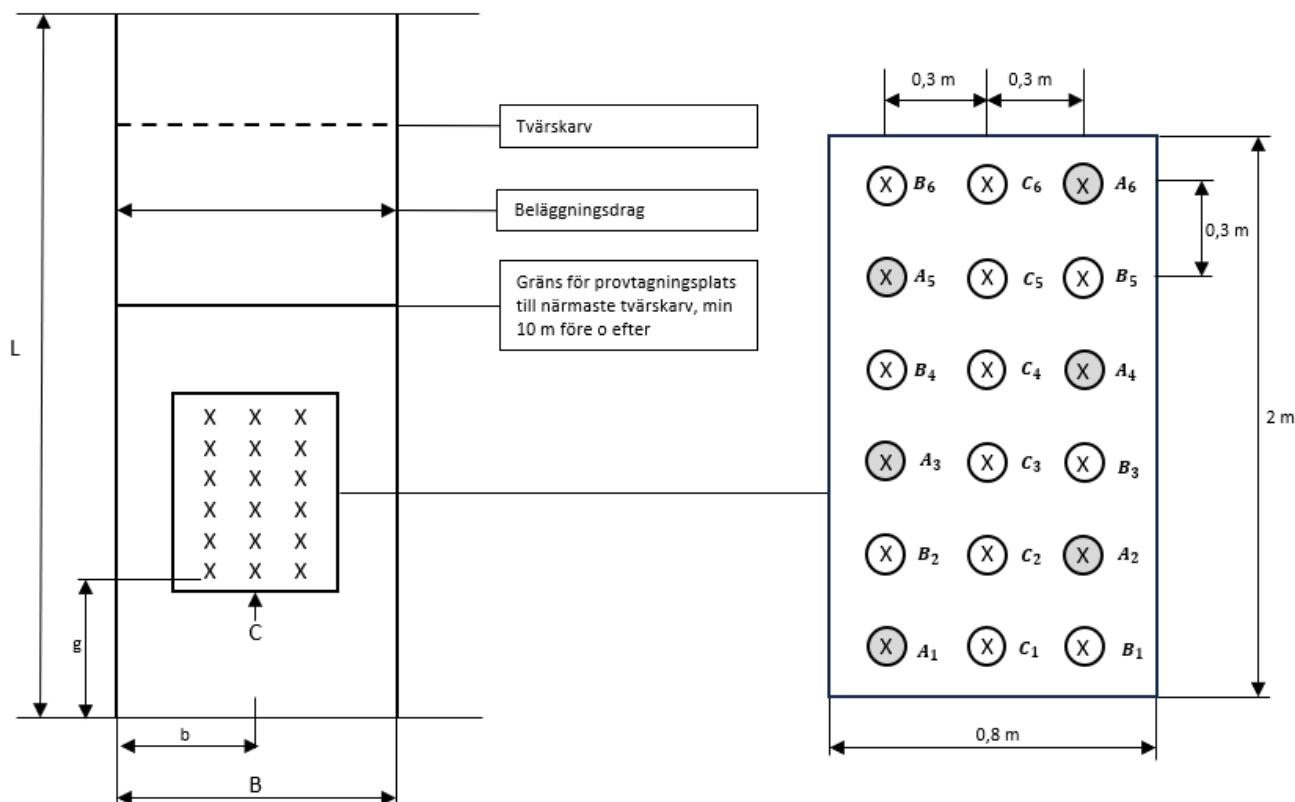 0,3 m 0,3 m
Tvärskarv
Beläggningsdrag
Gräns för provtagningsplats
till närmaste tvärskarv, min
10 m före o efter
L
X X X
X X X
X X X
X X X
X X X
X X X
g
C
b
B
X B₆ X C₆ X A₆
0,3 m
X A₅ X C₅ X B₅
X B₄ X C₄ X A₄
2 m
X A₃ X C₃ X B₃
X B₂ X C₂ X A₂
X A₁ X C₁ X B₁
0,8 m